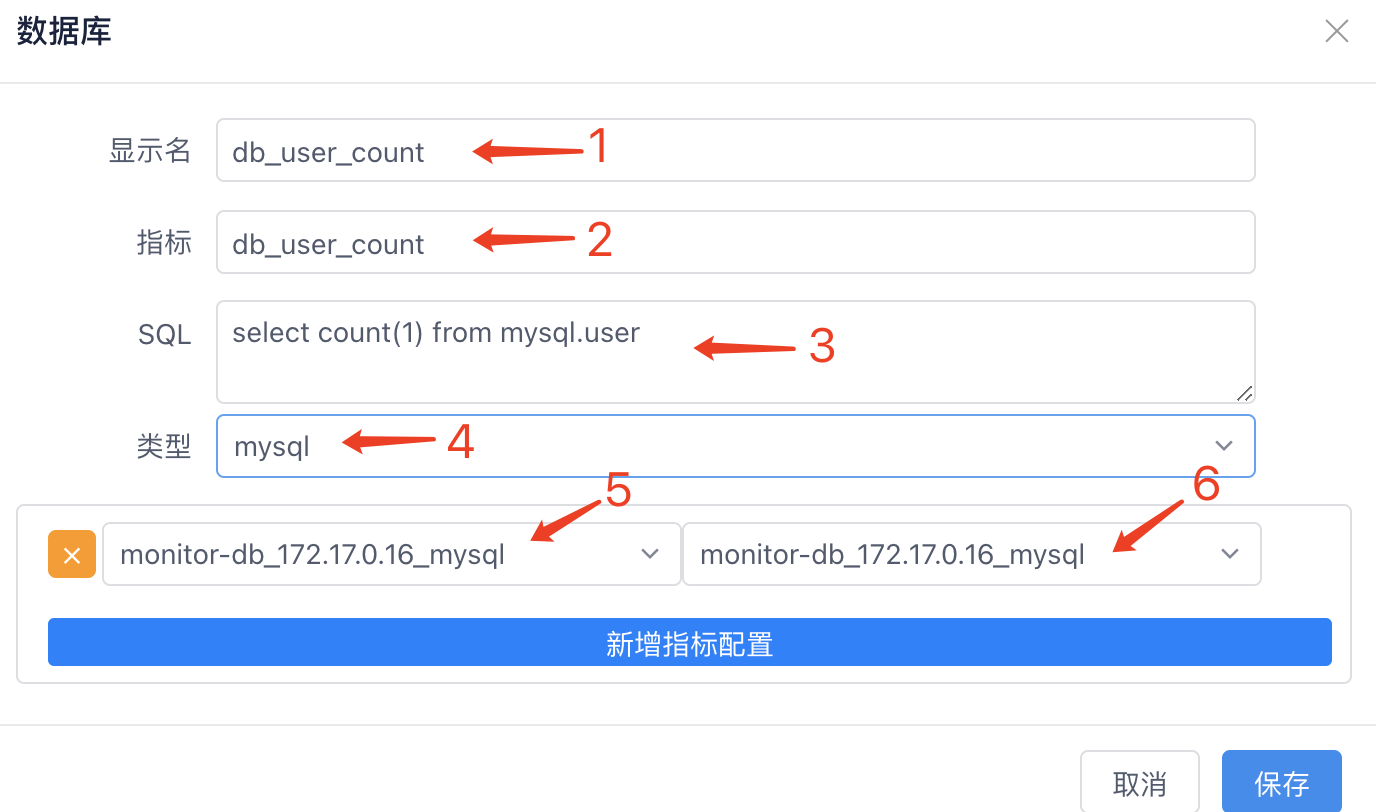 数据库
显示名 db_user_count 1
指标 db_user_count 2
SQL select count(1) from mysql.user 3
类型 mysql 4
5 6
monitor-db_172.17.0.16_mysql monitor-db_172.17.0.16_mysql
新增指标配置
取消 保存